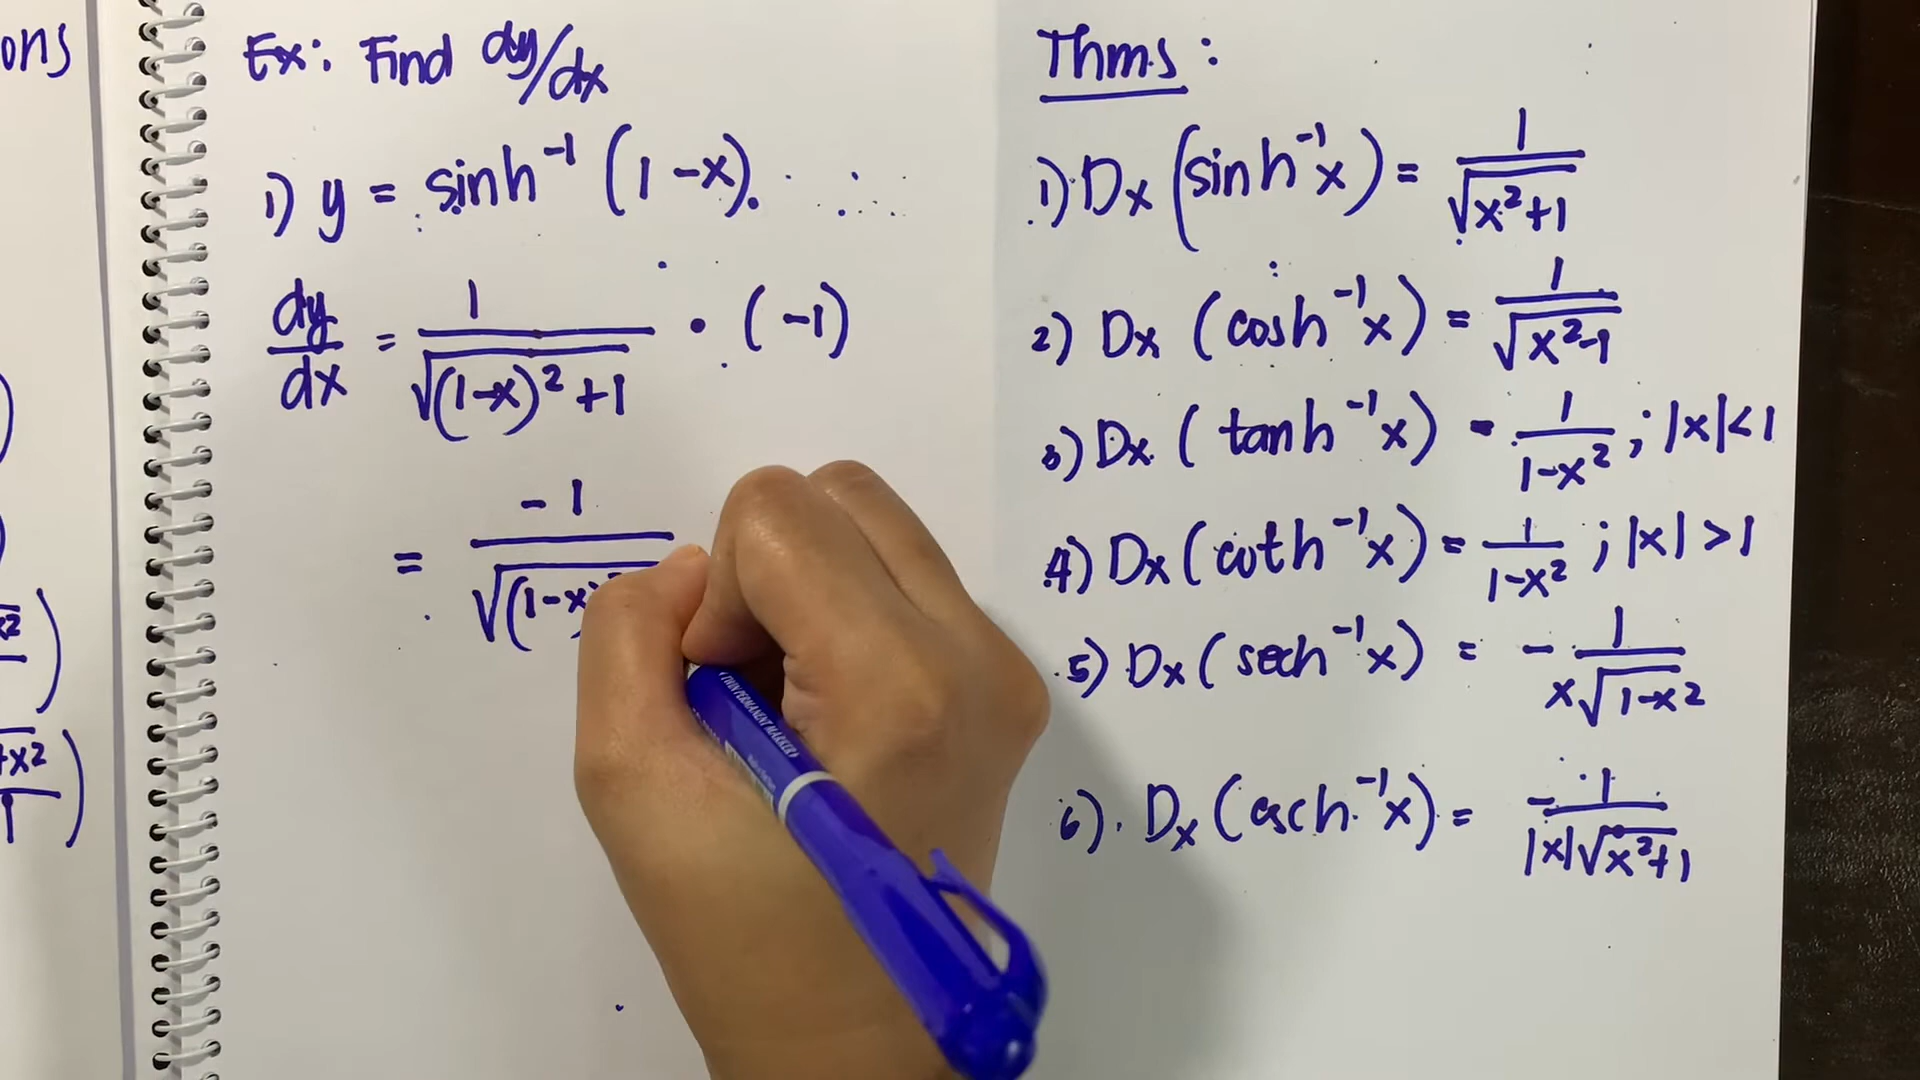 ons
Ex: Find dy/dx
1) y = sinh⁻¹ (1-x)
dy/dx = 1/√((1-x)²+1) • (-1)
= -1/√((1-x)
Thms:
1) Dx (sinh⁻¹x) = 1/√(x²+1)
2) Dx (cosh⁻¹x) = 1/√(x²-1)
3) Dx (tanh⁻¹x) = 1/(1-x²) ; |x|<1
4) Dx (coth⁻¹x) = 1/(1-x²) ; |x|>1
5) Dx (sech⁻¹x) = - 1/(x√(1-x²))
6) Dx (csch⁻¹x) = -1/(|x|√(x²+1))
TWIN PERMANENT MARKER